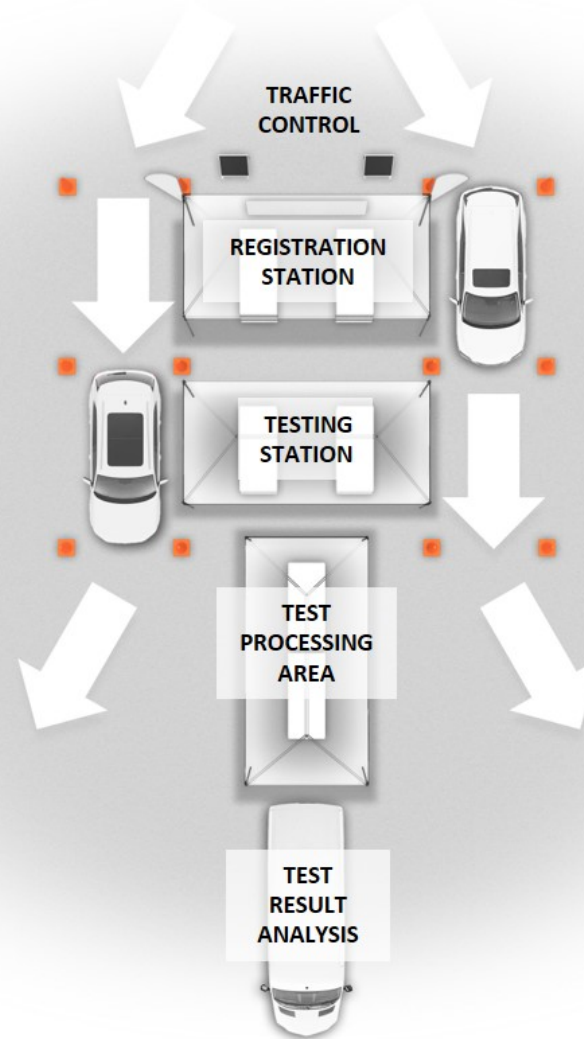 TRAFFIC
CONTROL
REGISTRATION
STATION
TESTING
STATION
TEST
PROCESSING
AREA
TEST
RESULT
ANALYSIS